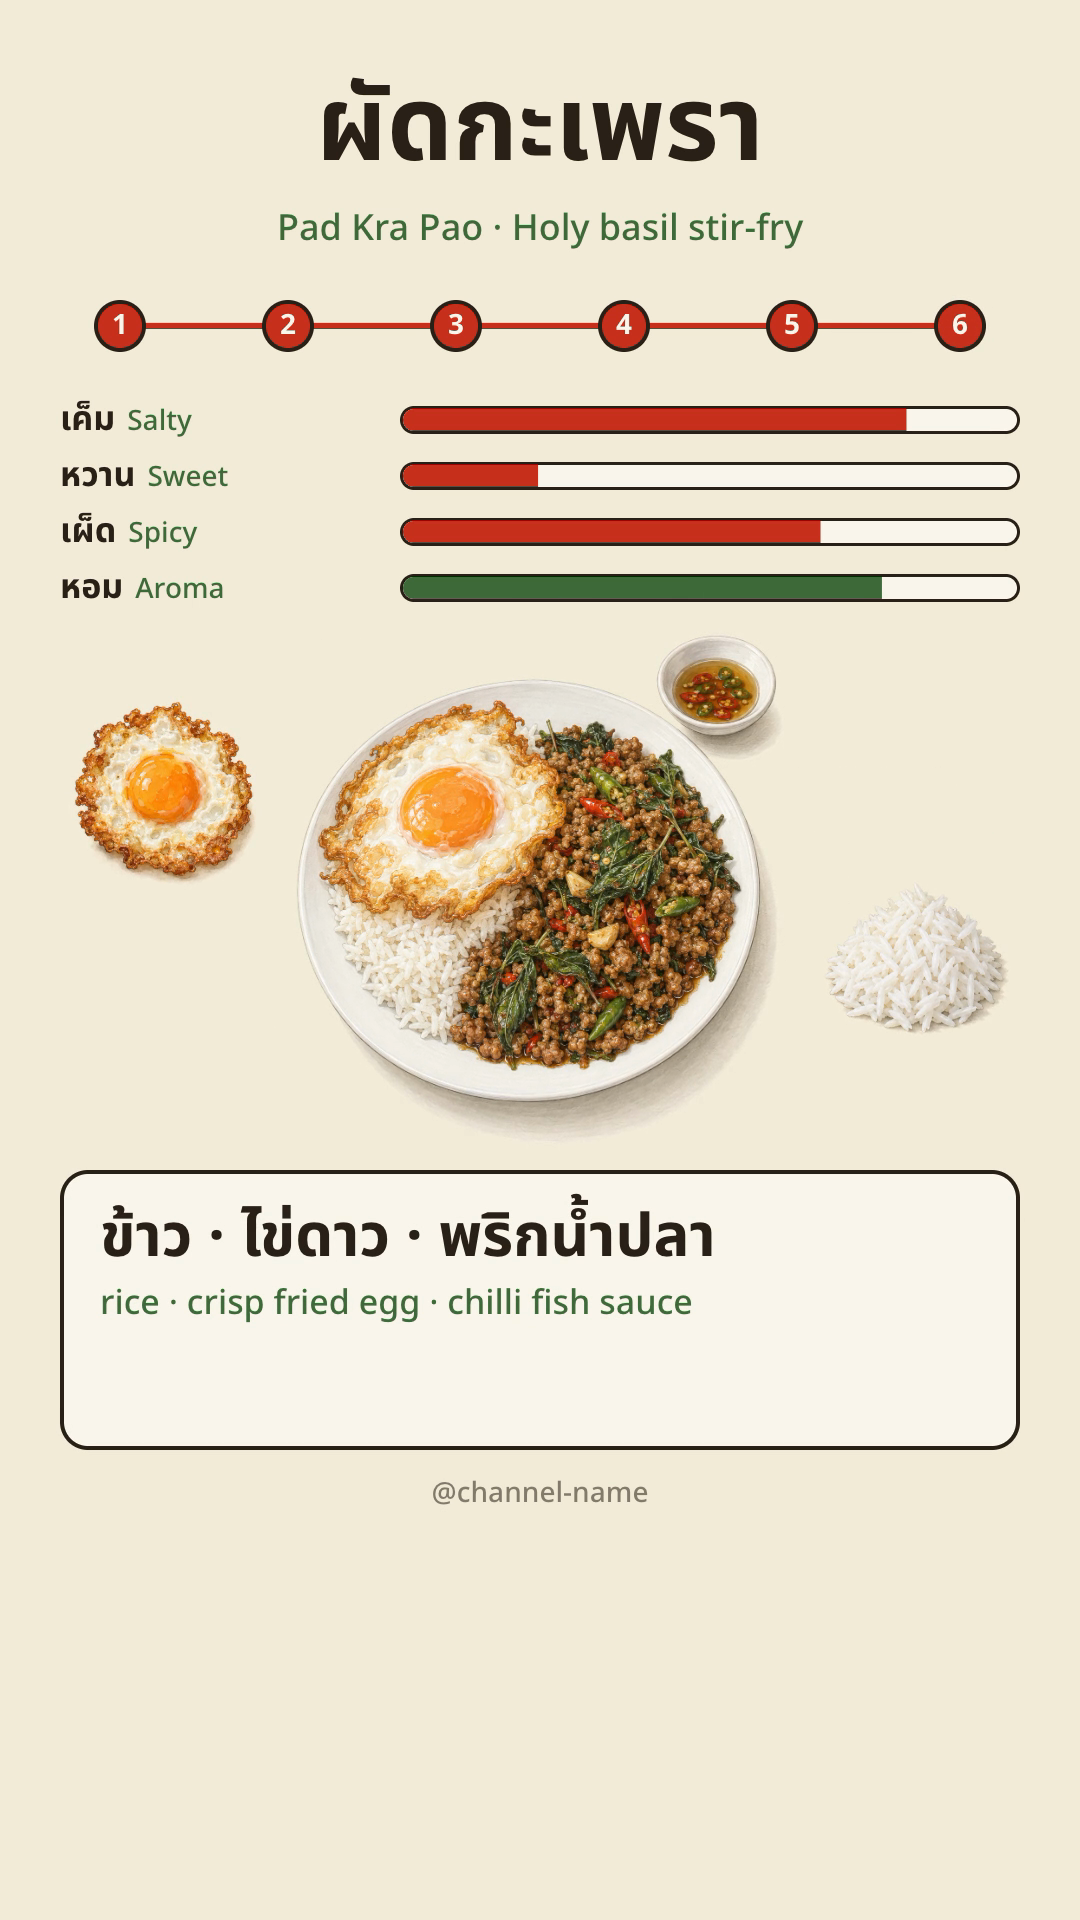 ผัดกะเพรา
Pad Kra Pao · Holy basil stir-fry
1 2 3 4 5 6
เค็ม Salty
หวาน Sweet
เผ็ด Spicy
หอม Aroma
ข้าว · ไข่ดาว · พริกน้ำปลา
rice · crisp fried egg · chilli fish sauce
@channel-name